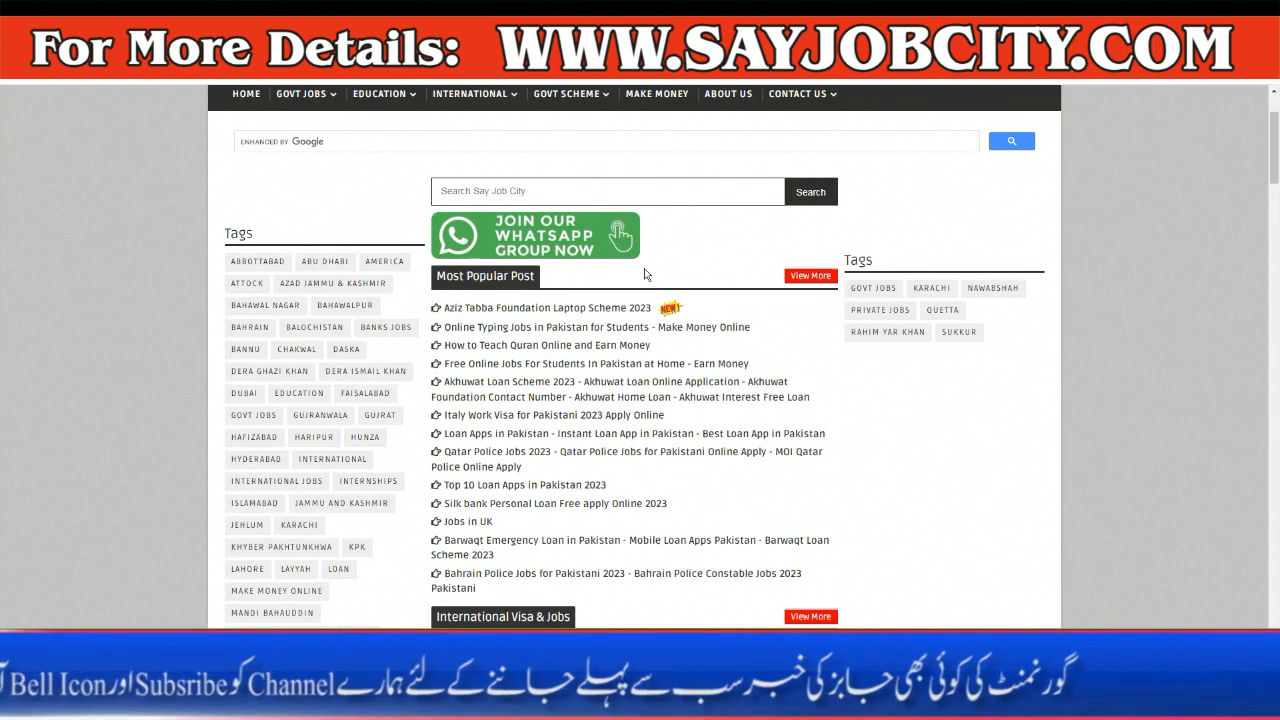 For More Details: WWW.SAYJOBCITY.COM
HOME GOVT JOBS EDUCATION INTERNATIONAL GOVT SCHEME MAKE MONEY ABOUT US CONTACT US
ENHANCED BY Google
Search Say Job City Search
JOIN OUR
WHATSAPP
GROUP NOW
Tags
ABBOTTABAD ABU DHABI AMERICA
ATTOCK AZAD JAMMU & KASHMIR
BAHAWAL NAGAR BAHAWALPUR
BAHRAIN BALOCHISTAN BANKS JOBS
BANNU CHAKWAL DASKA
DERA GHAZI KHAN DERA ISMAIL KHAN
DUBAI EDUCATION FAISALABAD
GOVT JOBS GUJRANWALA GUJRAT
HAFIZABAD HARIPUR HUNZA
HYDERABAD INTERNATIONAL
INTERNATIONAL JOBS INTERNSHIPS
ISLAMABAD JAMMU AND KASHMIR
JEHLUM KARACHI
KHYBER PAKHTUNKHWA KPK
LAHORE LAYYAH LOAN
MAKE MONEY ONLINE
MANDI BAHAUDDIN
Most Popular Post View More
Aziz Tabba Foundation Laptop Scheme 2023 NEW!
Online Typing Jobs in Pakistan for Students - Make Money Online
How to Teach Quran Online and Earn Money
Free Online Jobs For Students In Pakistan at Home - Earn Money
Akhuwat Loan Scheme 2023 - Akhuwat Loan Online Application - Akhuwat
Foundation Contact Number - Akhuwat Home Loan - Akhuwat Interest Free Loan
Italy Work Visa for Pakistani 2023 Apply Online
Loan Apps in Pakistan - Instant Loan App in Pakistan - Best Loan App in Pakistan
Qatar Police Jobs 2023 - Qatar Police Jobs for Pakistani Online Apply - MOI Qatar
Police Online Apply
Top 10 Loan Apps in Pakistan 2023
Silk bank Personal Loan Free apply Online 2023
Jobs in UK
Barwaqt Emergency Loan in Pakistan - Mobile Loan Apps Pakistan - Barwaqt Loan
Scheme 2023
Bahrain Police Jobs for Pakistani 2023 - Bahrain Police Constable Jobs 2023
Pakistani
International Visa & Jobs View More
Tags
GOVT JOBS KARACHI NAWABSHAH
PRIVATE JOBS QUETTA
RAHIM YAR KHAN SUKKUR
گورنمنٹ کی کوئی بھی جابز کی خبر سب سے پہلے جاننے کے لئے ہمارے Channel کو Subsribe اور Bell Icon